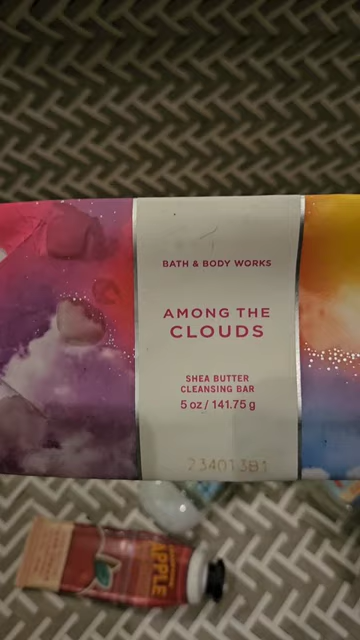 BATH & BODY WORKS
AMONG THE
CLOUDS
SHEA BUTTER
CLEANSING BAR
5 oz / 141.75 g
234013B1
APPLE